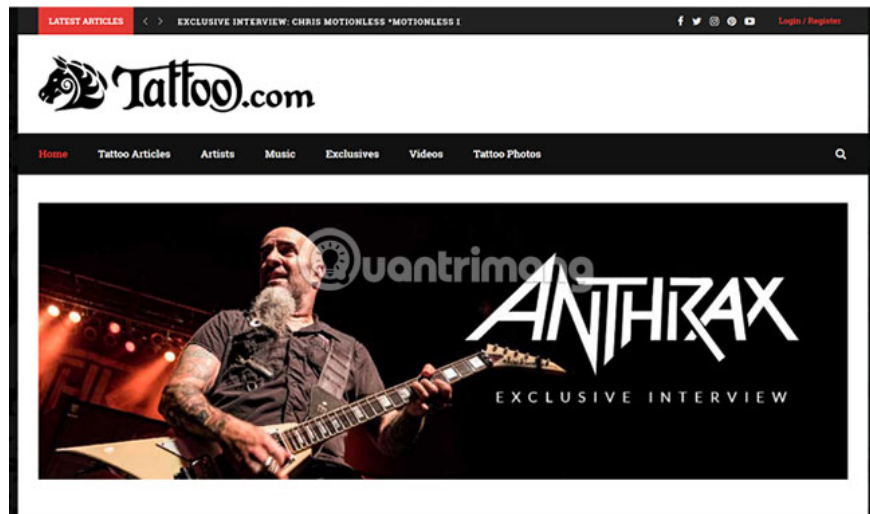 LATEST ARTICLES < > EXCLUSIVE INTERVIEW: CHRIS MOTIONLESS *MOTIONLESS I Login / Register
Tattoo.com
Home Tattoo Articles Artists Music Exclusives Videos Tattoo Photos
Quantrimang
ANTHRAX
EXCLUSIVE INTERVIEW